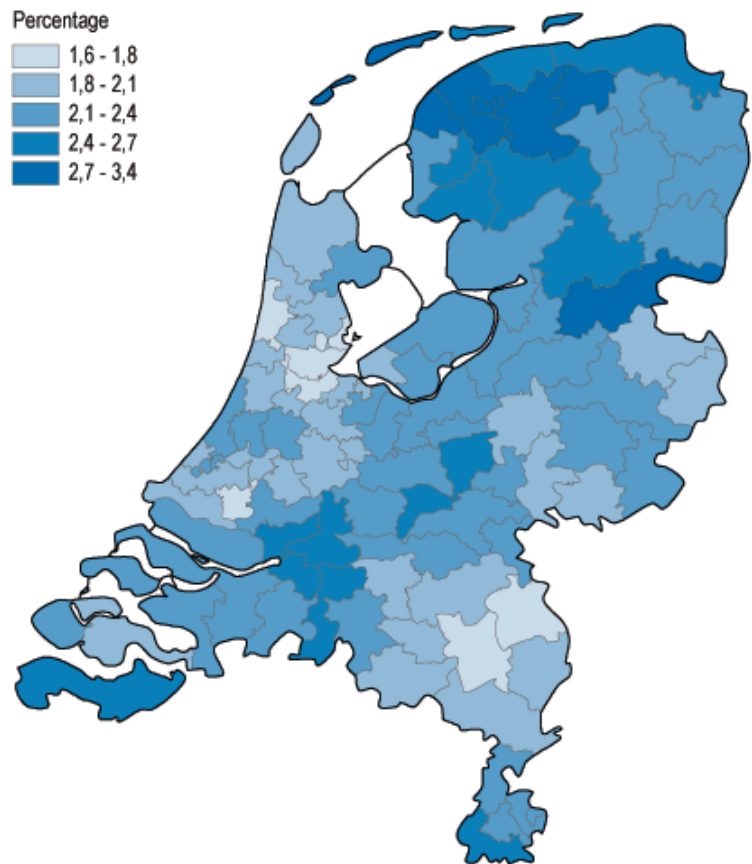 Percentage
1,6 - 1,8
1,8 - 2,1
2,1 - 2,4
2,4 - 2,7
2,7 - 3,4